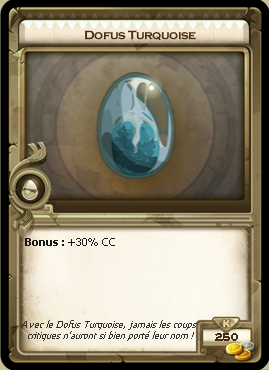 Dofus Turquoise
Bonus : +30% CC
Avec le Dofus Turquoise, jamais les coups
critiques n'auront si bien porté leur nom !
250